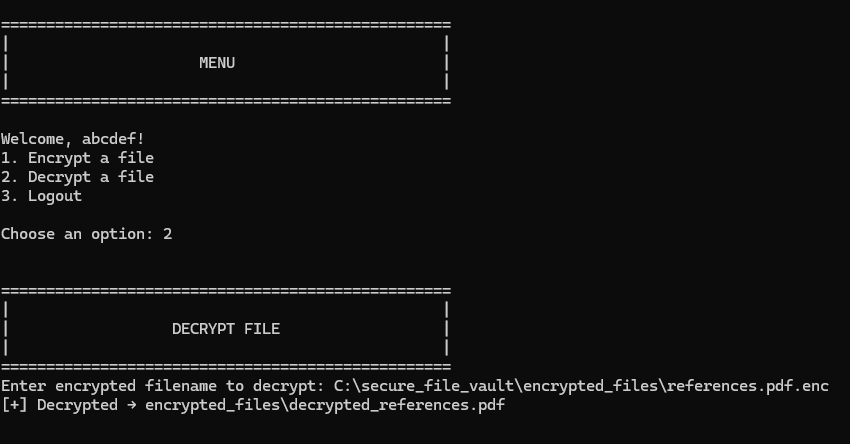 ==================================================
|                                                |
|                     MENU                       |
|                                                |
==================================================
Welcome, abcdef!
1. Encrypt a file
2. Decrypt a file
3. Logout
Choose an option: 2
==================================================
|                                                |
|                  DECRYPT FILE                  |
|                                                |
==================================================
Enter encrypted filename to decrypt: C:\secure_file_vault\encrypted_files\references.pdf.enc
[+] Decrypted → encrypted_files\decrypted_references.pdf